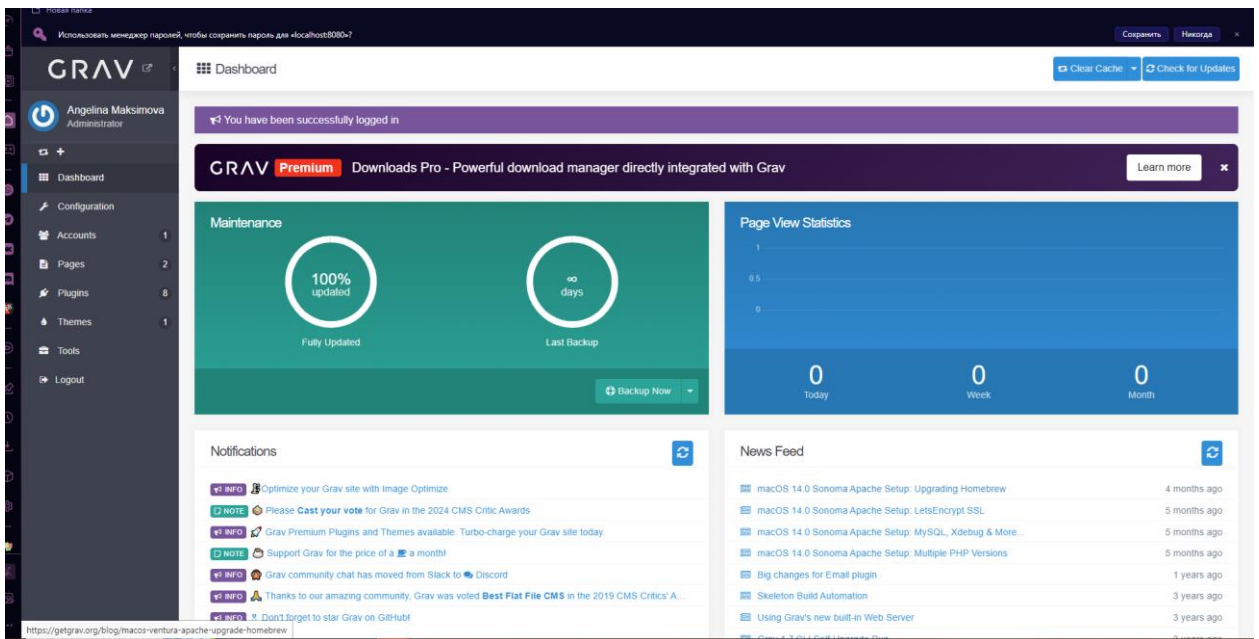 Новая папка
Использовать менеджер паролей, чтобы сохранить пароль для «localhost:8080»?
Сохранить
Никогда
GRAV
Dashboard
Clear Cache
Check for Updates
Angelina Maksimova
Administrator
You have been successfully logged in
GRAV Premium Downloads Pro - Powerful download manager directly integrated with Grav
Learn more
Dashboard
Configuration
Accounts 1
Pages 2
Plugins 8
Themes 1
Tools
Logout
Maintenance
100%
updated
Fully Updated
∞
days
Last Backup
Backup Now
Page View Statistics
1
0.5
0
0
Today
0
Week
0
Month
Notifications
INFO Optimize your Grav site with Image Optimize
NOTE Please Cast your vote for Grav in the 2024 CMS Critic Awards
INFO Grav Premium Plugins and Themes available. Turbo-charge your Grav site today.
NOTE Support Grav for the price of a a month!
INFO Grav community chat has moved from Slack to Discord
INFO Thanks to our amazing community, Grav was voted Best Flat File CMS in the 2019 CMS Critics' A...
INFO Don't forget to star Grav on GitHub!
News Feed
macOS 14.0 Sonoma Apache Setup: Upgrading Homebrew 4 months ago
macOS 14.0 Sonoma Apache Setup: LetsEncrypt SSL 5 months ago
macOS 14.0 Sonoma Apache Setup: MySQL, Xdebug & More... 5 months ago
macOS 14.0 Sonoma Apache Setup: Multiple PHP Versions 5 months ago
Big changes for Email plugin 1 years ago
Skeleton Build Automation 3 years ago
Using Grav's new built-in Web Server 3 years ago
https://getgrav.org/blog/macos-ventura-apache-upgrade-homebrew